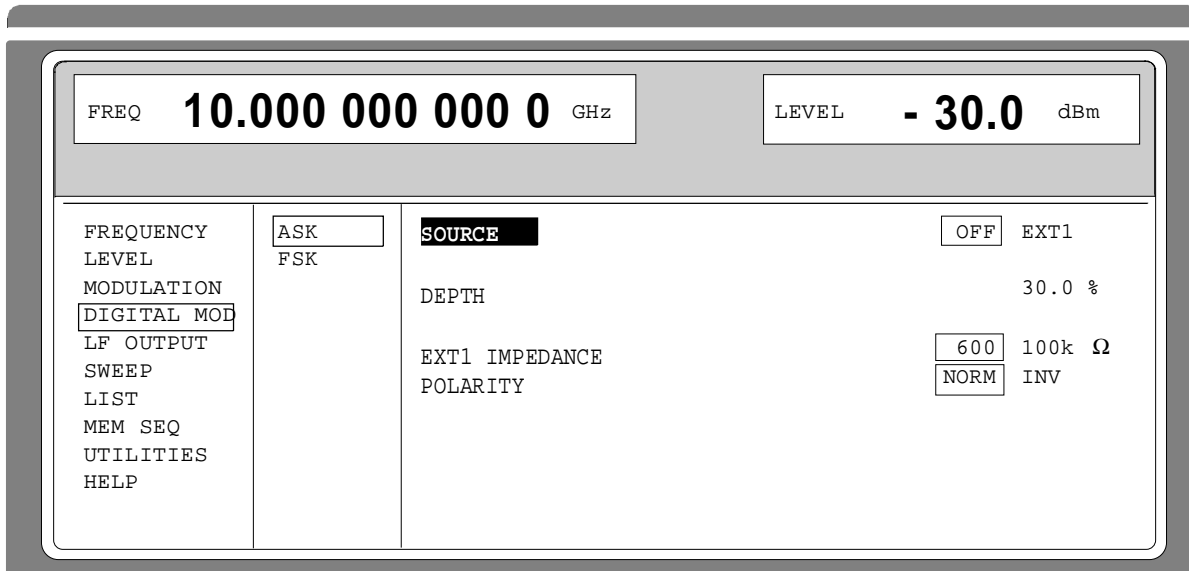 FREQ 10.000 000 000 0 GHz
LEVEL - 30.0 dBm
FREQUENCY
LEVEL
MODULATION
DIGITAL MOD
LF OUTPUT
SWEEP
LIST
MEM SEQ
UTILITIES
HELP
ASK
FSK
SOURCE OFF EXT1
DEPTH 30.0 %
EXT1 IMPEDANCE 600 100k Ω
POLARITY NORM INV